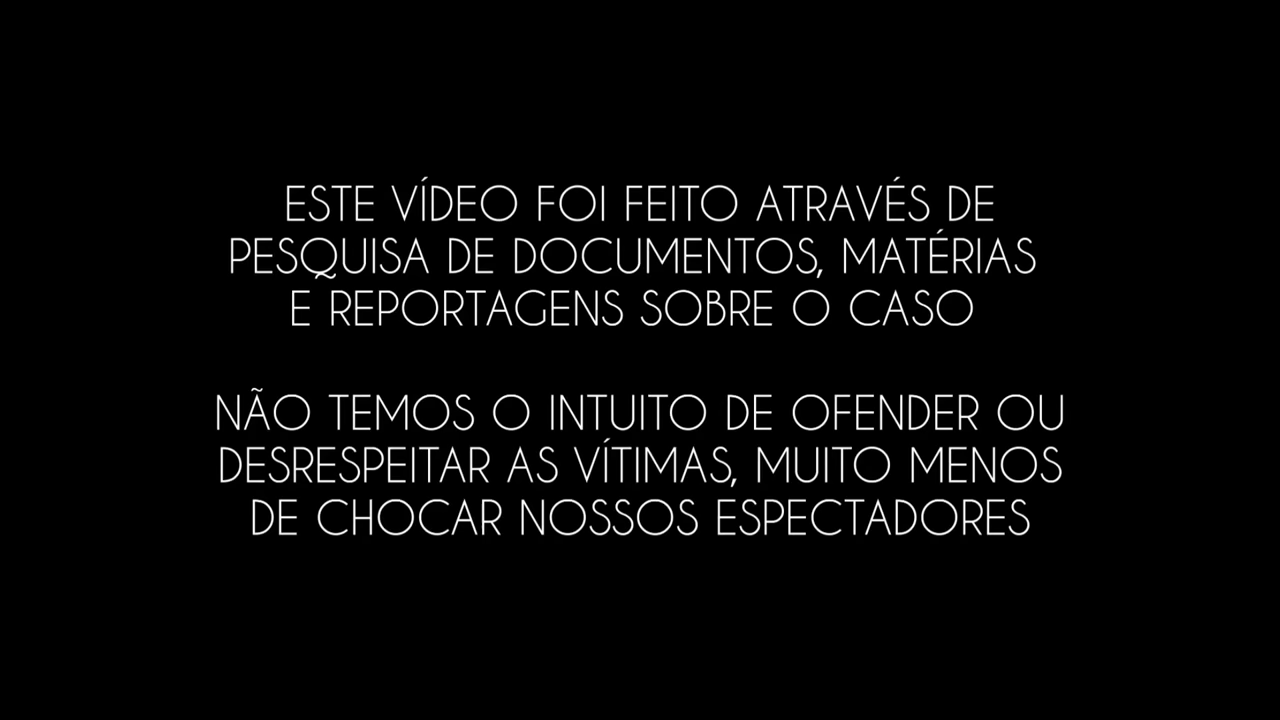 ESTE VÍDEO FOI FEITO ATRAVÉS DE
PESQUISA DE DOCUMENTOS, MATÉRIAS
E REPORTAGENS SOBRE O CASO
NÃO TEMOS O INTUITO DE OFENDER OU
DESRESPEITAR AS VÍTIMAS, MUITO MENOS
DE CHOCAR NOSSOS ESPECTADORES